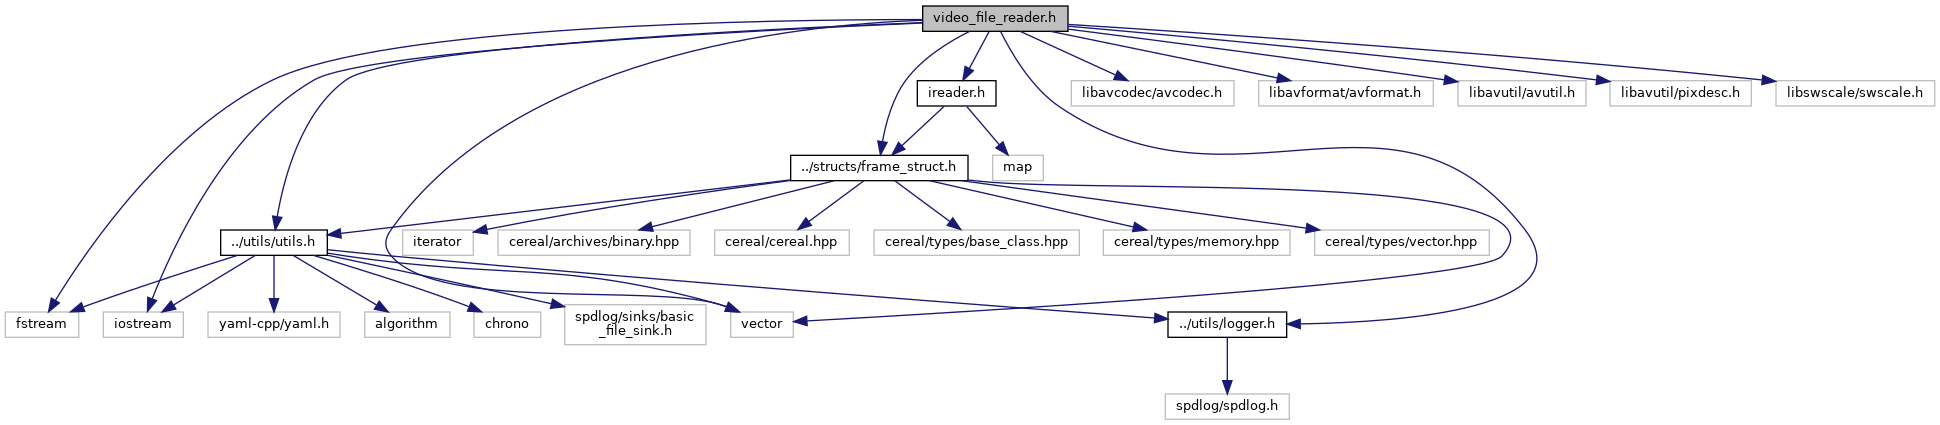 video_file_reader.h
ireader.h
libavcodec/avcodec.h
libavformat/avformat.h
libavutil/avutil.h
libavutil/pixdesc.h
libswscale/swscale.h
../structs/frame_struct.h
map
../utils/utils.h
iterator
cereal/archives/binary.hpp
cereal/cereal.hpp
cereal/types/base_class.hpp
cereal/types/memory.hpp
cereal/types/vector.hpp
fstream
iostream
yaml-cpp/yaml.h
algorithm
chrono
spdlog/sinks/basic
_file_sink.h
vector
../utils/logger.h
spdlog/spdlog.h